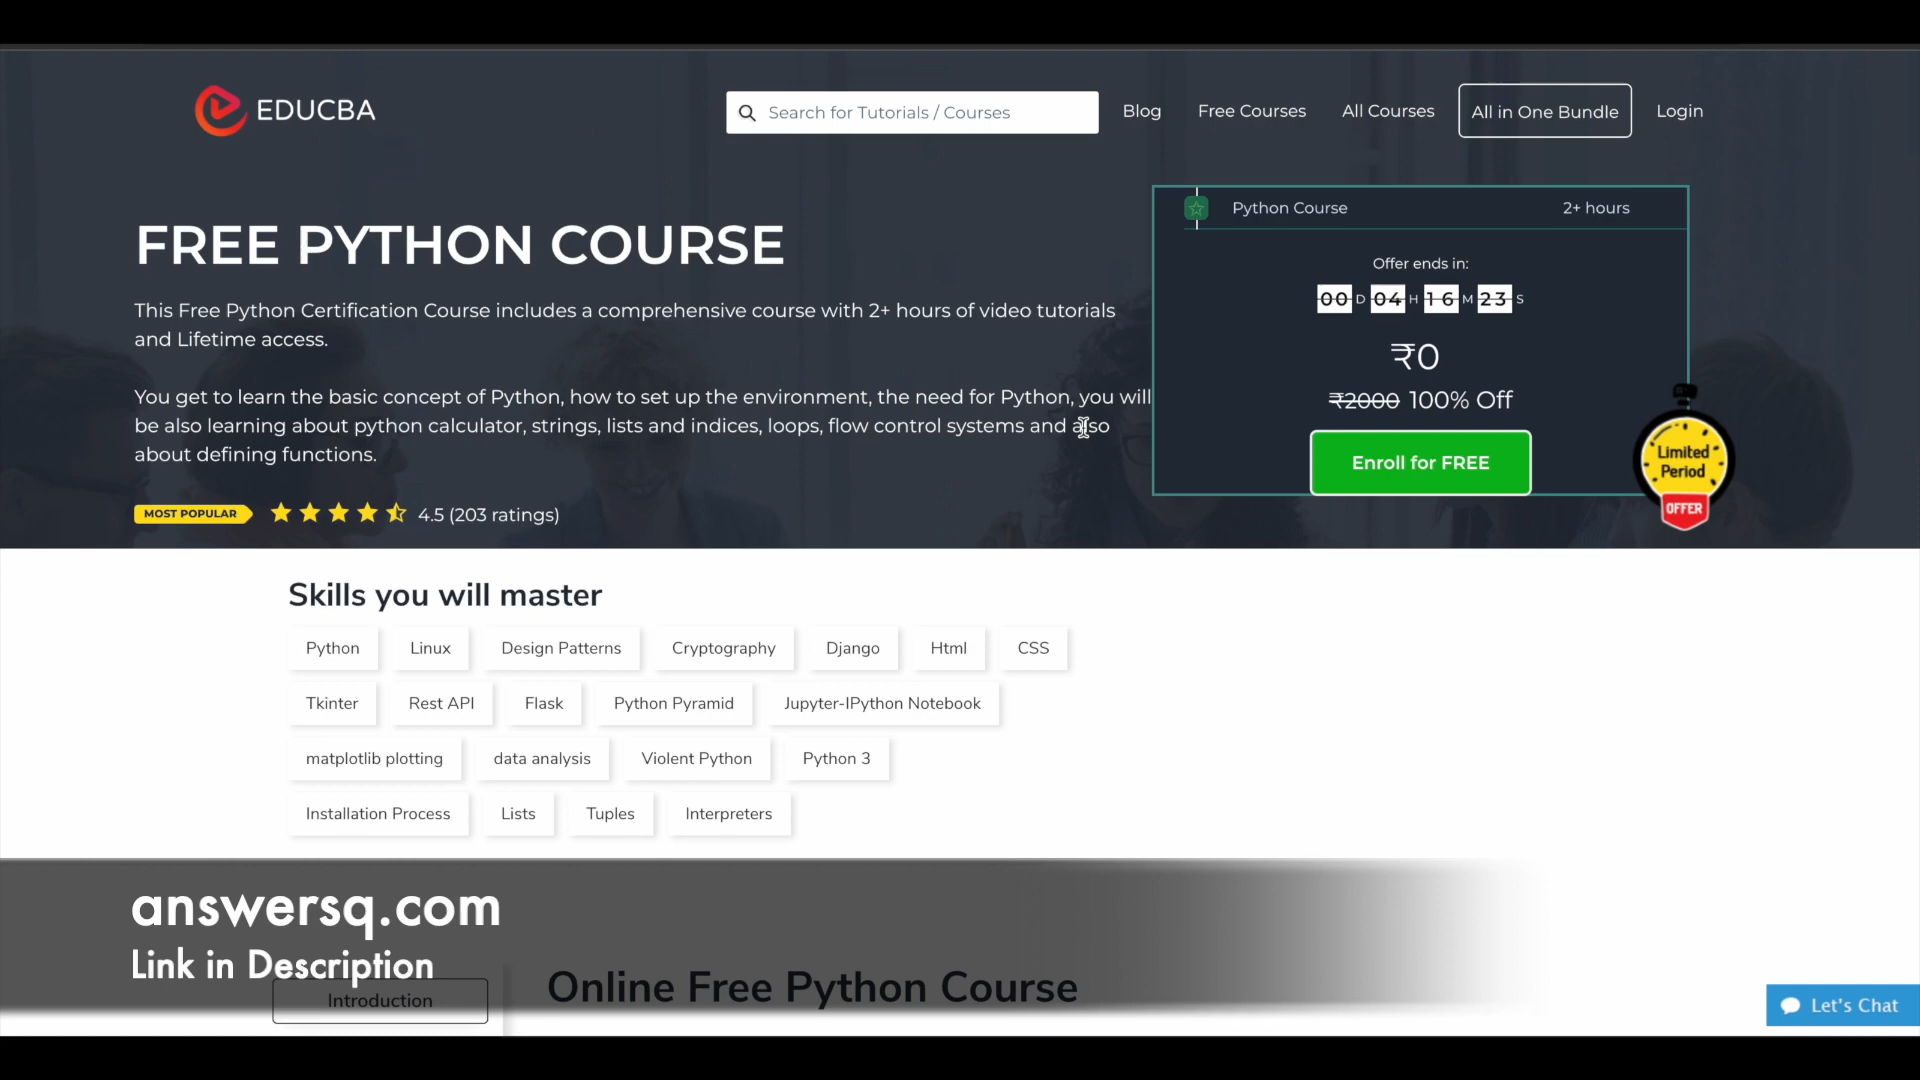 EDUCBA
Search for Tutorials / Courses
Blog
Free Courses
All Courses
All in One Bundle
Login
FREE PYTHON COURSE
This Free Python Certification Course includes a comprehensive course with 2+ hours of video tutorials
and Lifetime access.
You get to learn the basic concept of Python, how to set up the environment, the need for Python, you will
be also learning about python calculator, strings, lists and indices, loops, flow control systems and also
about defining functions.
MOST POPULAR
4.5 (203 ratings)
Python Course
2+ hours
Offer ends in:
00 D 04 H 16 M 23 S
₹0
₹2000 100% Off
Enroll for FREE
Limited
Period
OFFER
Skills you will master
Python
Linux
Design Patterns
Cryptography
Django
Html
CSS
Tkinter
Rest API
Flask
Python Pyramid
Jupyter-IPython Notebook
matplotlib plotting
data analysis
Violent Python
Python 3
Installation Process
Lists
Tuples
Interpreters
answersq.com
Link in Description
Introduction
Online Free Python Course
Let's Chat